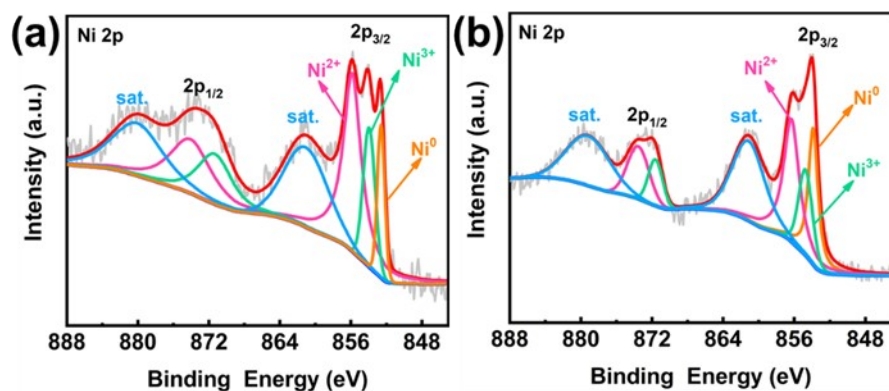 (a)
Ni 2p
2p3/2
Ni2+
Ni3+
2p1/2
sat.
sat.
Ni0
Intensity (a.u.)
888 880 872 864 856 848
Binding Energy (eV)
(b)
Ni 2p
2p3/2
Ni2+
Ni0
sat.
2p1/2
sat.
Ni3+
Intensity (a.u.)
888 880 872 864 856 848
Binding Energy (eV)